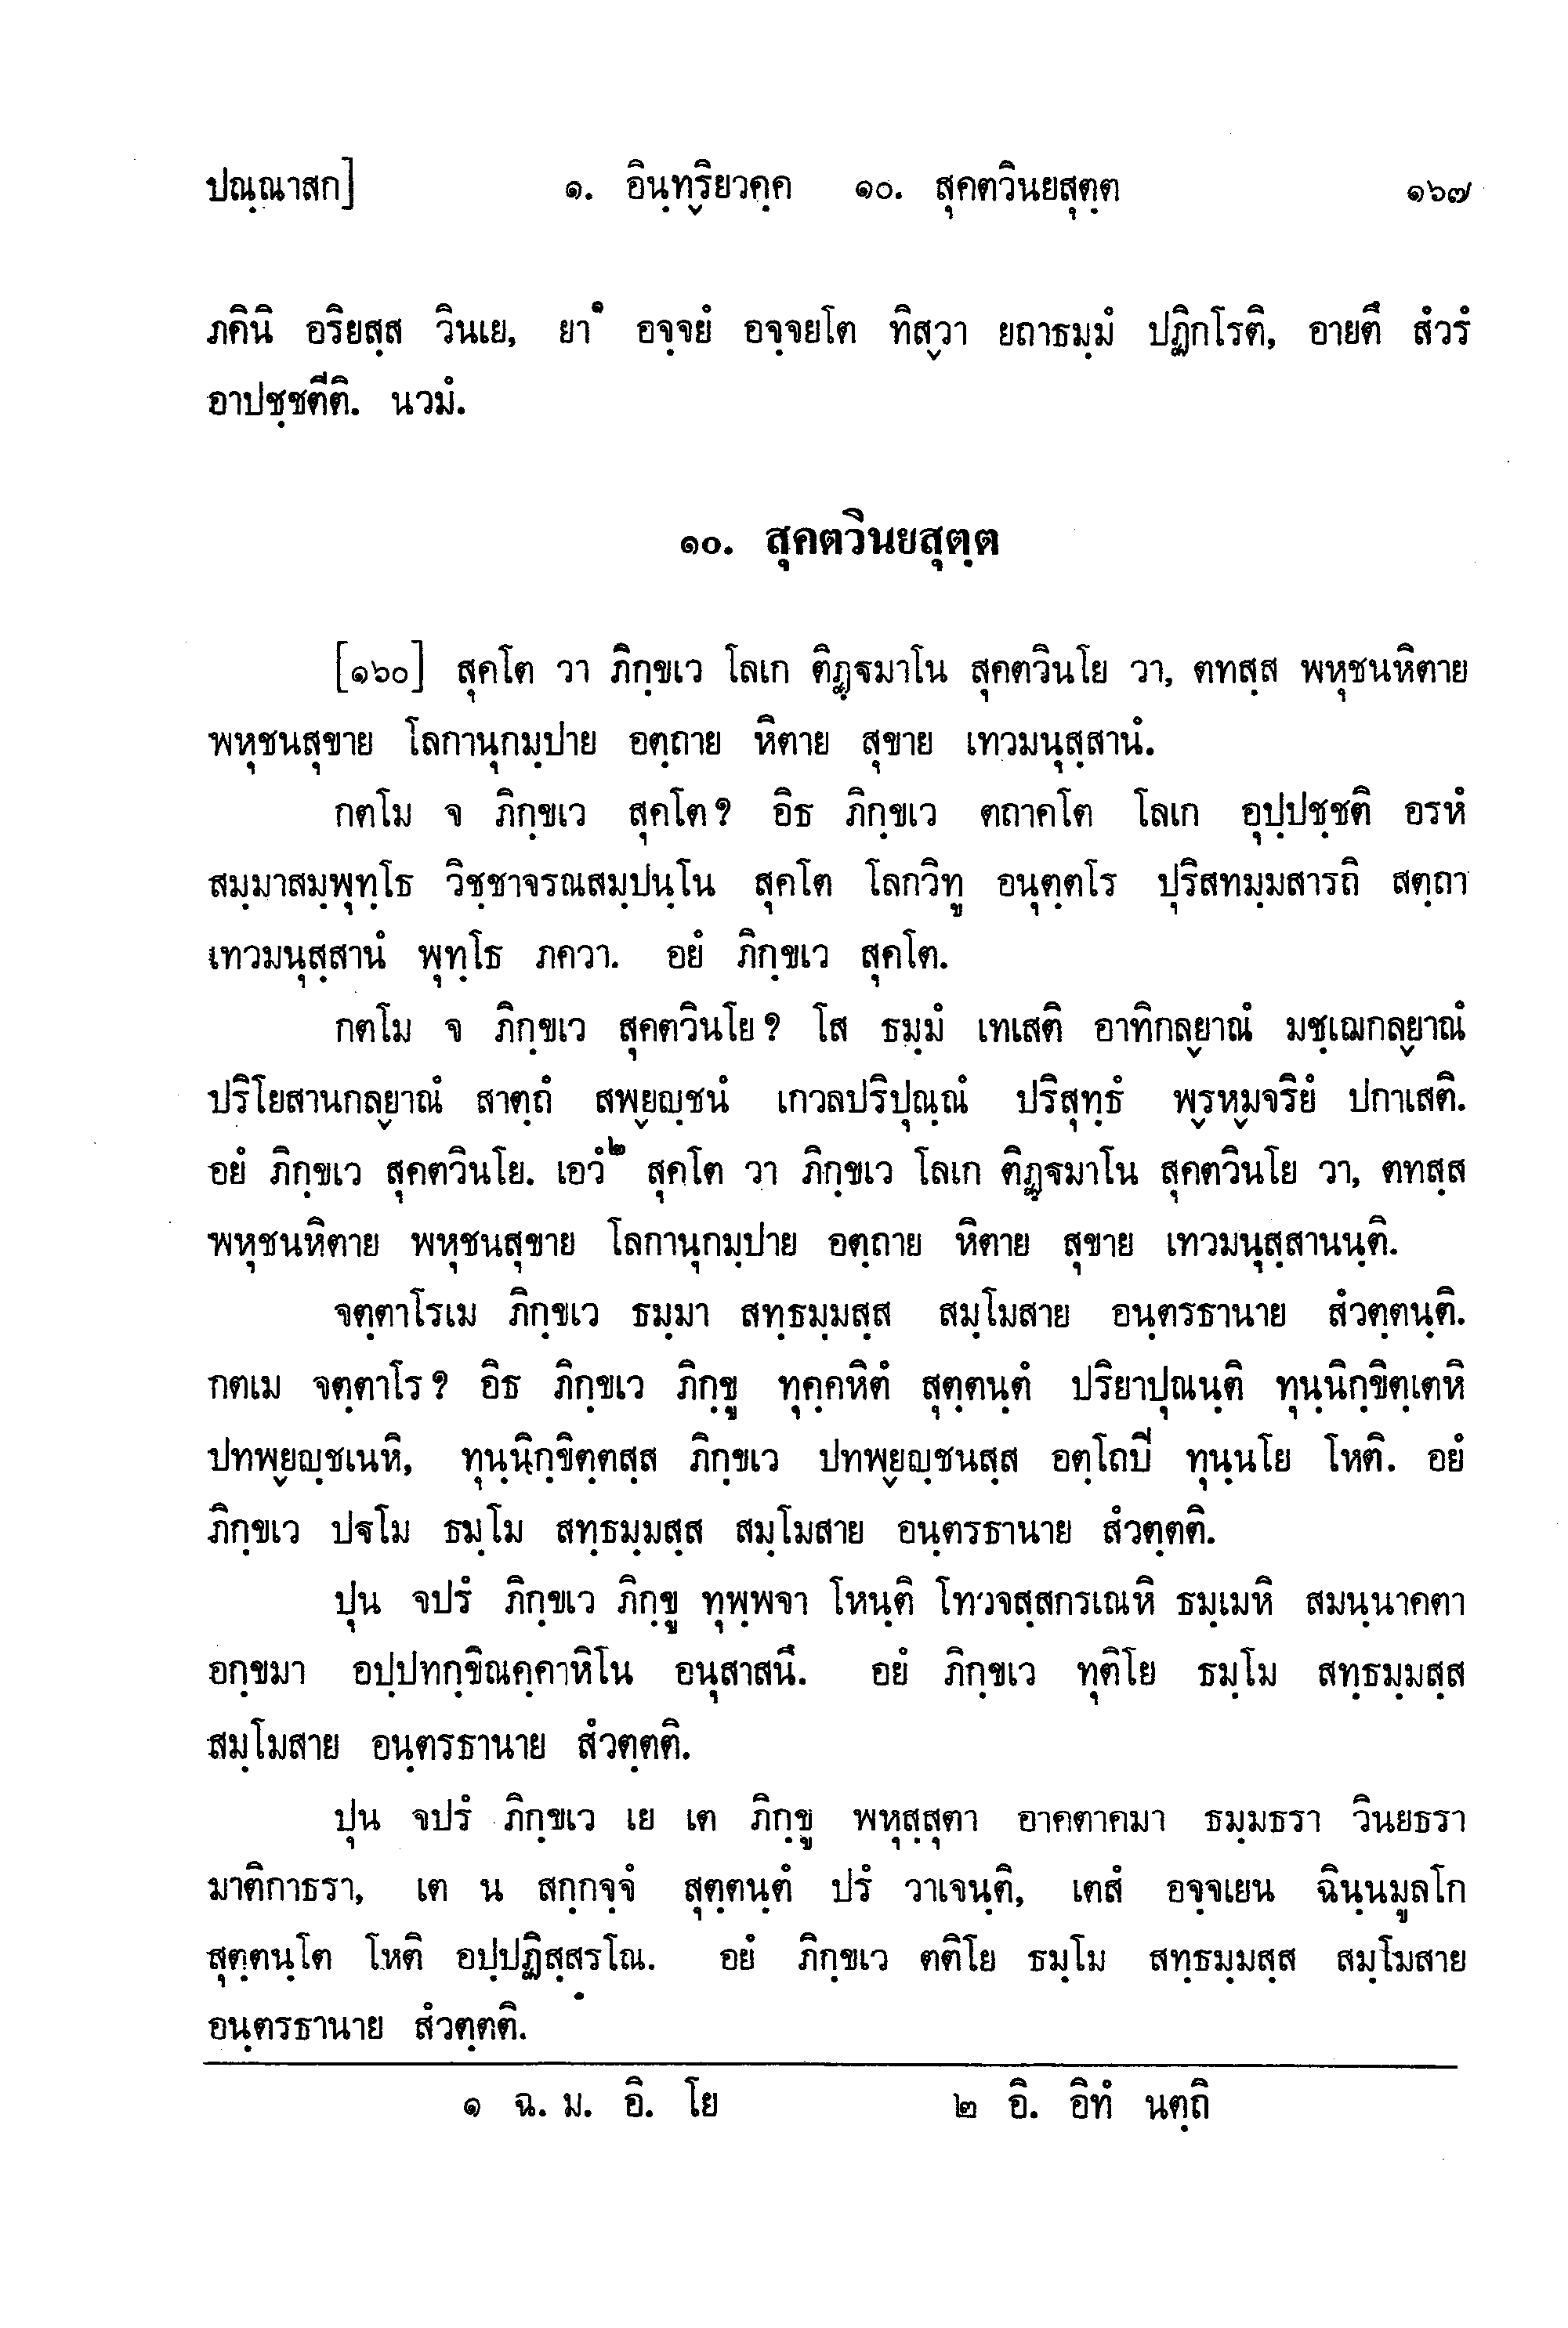 ปณฺณาสก] ๑. อินฺทฺริยวคฺค ๑๐. สุคตวินยสุตฺต ๑๖๗
ภคินิ อริยสฺส วินเย, ยา๑ อจฺจยํ อจฺจยโต ทิสฺวา ยถาธมฺมํ ปฏิกโรติ, อายตึ สํวรํ
อาปชฺชตีติ. นวมํ.
๑๐. สุคตวินยสุตฺต
[๑๖๐] สุคโต วา ภิกฺขเว โลเก ติฏฺฐมาโน สุคตวินโย วา, ตทสฺส พหุชนหิตาย
พหุชนสุขาย โลกานุกมฺปาย อตฺถาย หิตาย สุขาย เทวมนุสฺสานํ.
กตโม จ ภิกฺขเว สุคโต? อิธ ภิกฺขเว ตถาคโต โลเก อุปฺปชฺชติ อรหํ
สมฺมาสมฺพุทฺโธ วิชฺชาจรณสมฺปนฺโน สุคโต โลกวิทู อนุตฺตโร ปุริสทมฺมสารถิ สตฺถา
เทวมนุสฺสานํ พุทฺโธ ภควา. อยํ ภิกฺขเว สุคโต.
กตโม จ ภิกฺขเว สุคตวินโย? โส ธมฺมํ เทเสติ อาทิกลฺยาณํ มชฺเฌกลฺยาณํ
ปริโยสานกลฺยาณํ สาตฺถํ สพฺยญฺชนํ เกวลปริปุณฺณํ ปริสุทฺธํ พฺรหฺมจริยํ ปกาเสติ.
อยํ ภิกฺขเว สุคตวินโย. เอวํ๒ สุคโต วา ภิกฺขเว โลเก ติฏฺฐมาโน สุคตวินโย วา, ตทสฺส
พหุชนหิตาย พหุชนสุขาย โลกานุกมฺปาย อตฺถาย หิตาย สุขาย เทวมนุสฺสานนฺติ.
จตฺตาโรเม ภิกฺขเว ธมฺมา สทฺธมฺมสฺส สมฺโมสาย อนฺตรธานาย สํวตฺตนฺติ.
กตเม จตฺตาโร? อิธ ภิกฺขเว ภิกฺขู ทุคฺคหิตํ สุตฺตนฺตํ ปริยาปุณนฺติ ทุนฺนิกฺขิตฺเตหิ
ปทพฺยญฺชเนหิ, ทุนฺนิกฺขิตฺตสฺส ภิกฺขเว ปทพฺยญฺชนสฺส อตฺโถปี ทุนฺนโย โหติ. อยํ
ภิกฺขเว ปฐโม ธมฺโม สทฺธมฺมสฺส สมฺโมสาย อนฺตรธานาย สํวตฺตติ.
ปุน จปรํ ภิกฺขเว ภิกฺขู ทุพฺพจา โหนฺติ โทวจสฺสกรเณหิ ธมฺเมหิ สมนฺนาคตา
อกฺขมา อปฺปทกฺขิณคฺคาหิโน อนุสาสนึ. อยํ ภิกฺขเว ทุติโย ธมฺโม สทฺธมฺมสฺส
สมฺโมสาย อนฺตรธานาย สํวตฺตติ.
ปุน จปรํ ภิกฺขเว เย เต ภิกฺขู พหุสฺสุตา อาคตาคมา ธมฺมธรา วินยธรา
มาติกาธรา, เต น สกฺกจฺจํ สุตฺตนฺตํ ปรํ วาเจนฺติ, เตสํ อจฺจเยน ฉินฺนมูลโก
สุตฺตนฺโต โหติ อปฺปฏิสฺสรโณ. อยํ ภิกฺขเว ตติโย ธมฺโม สทฺธมฺมสฺส สมฺโมสาย
อนฺตรธานาย สํวตฺตติ.
๑ ฉ. ม. อิ. โย ๒ อิ. อิทํ นตฺถิ